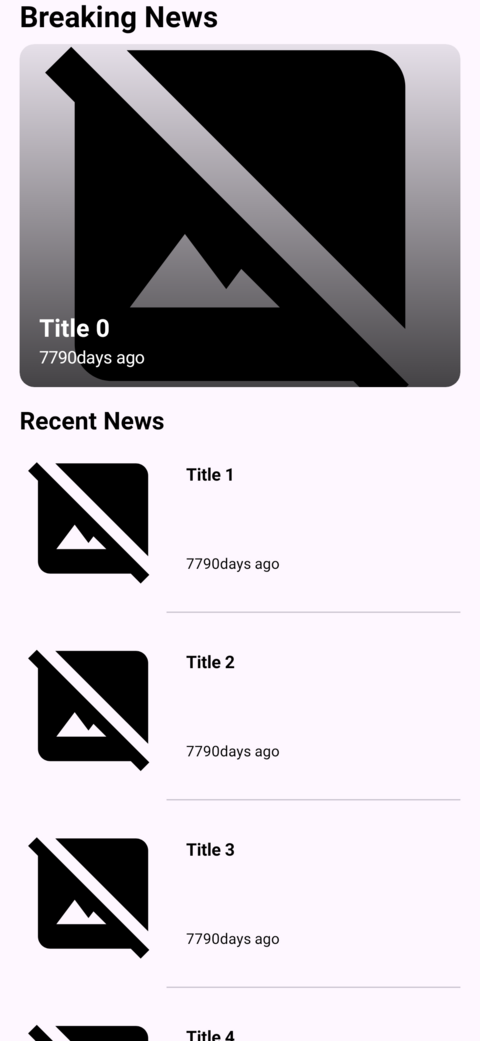 Breaking News
Title 0
7790days ago
Recent News
Title 1
7790days ago
Title 2
7790days ago
Title 3
7790days ago
Title 4